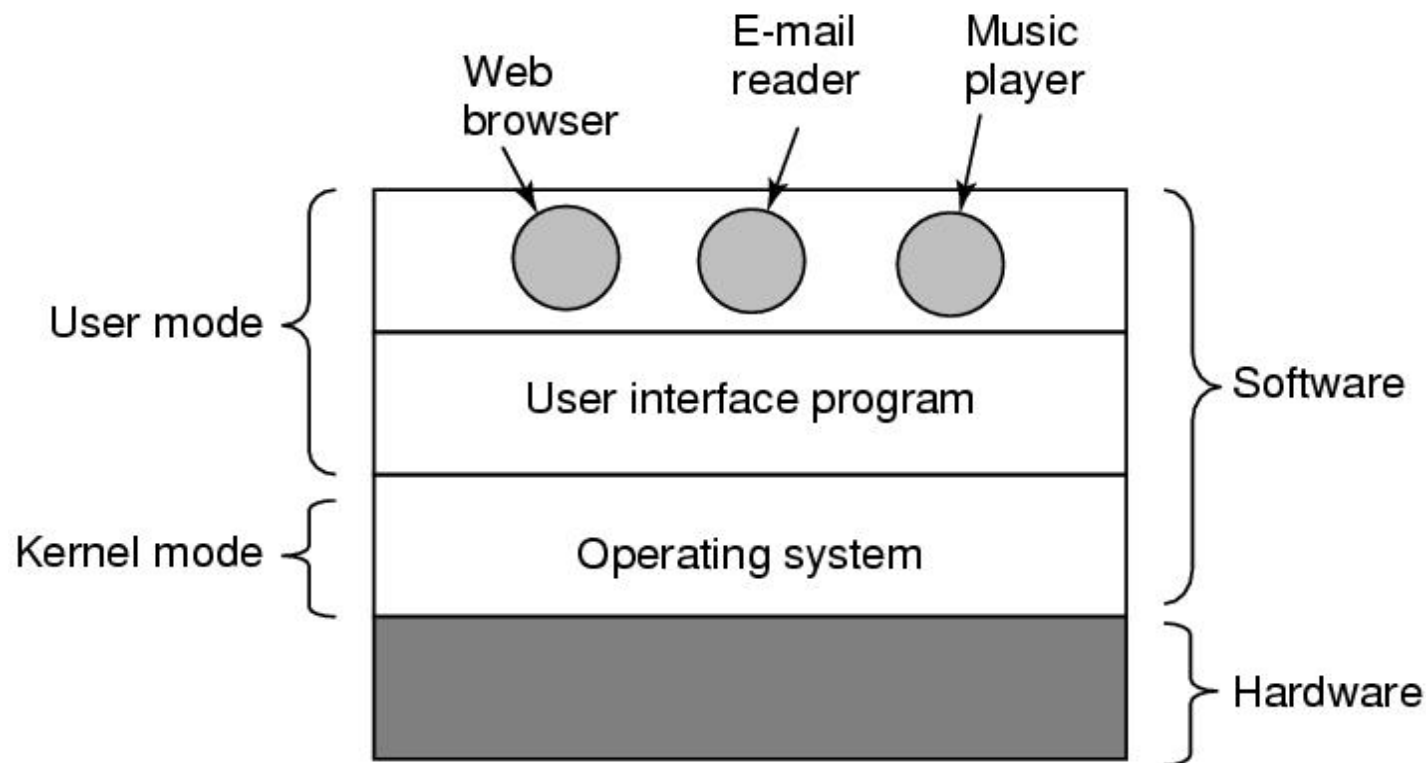 Web
browser
E-mail
reader
Music
player
User mode
User interface program
Software
Kernel mode
Operating system
Hardware